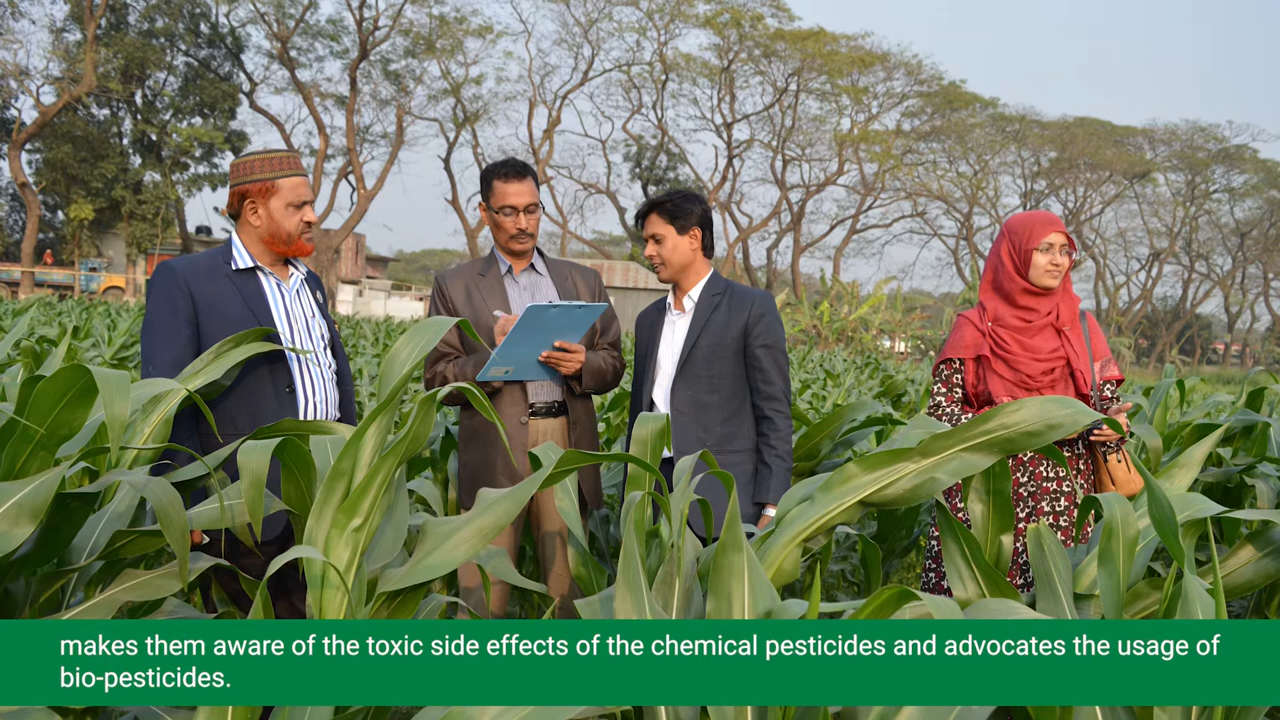 makes them aware of the toxic side effects of the chemical pesticides and advocates the usage of
bio-pesticides.